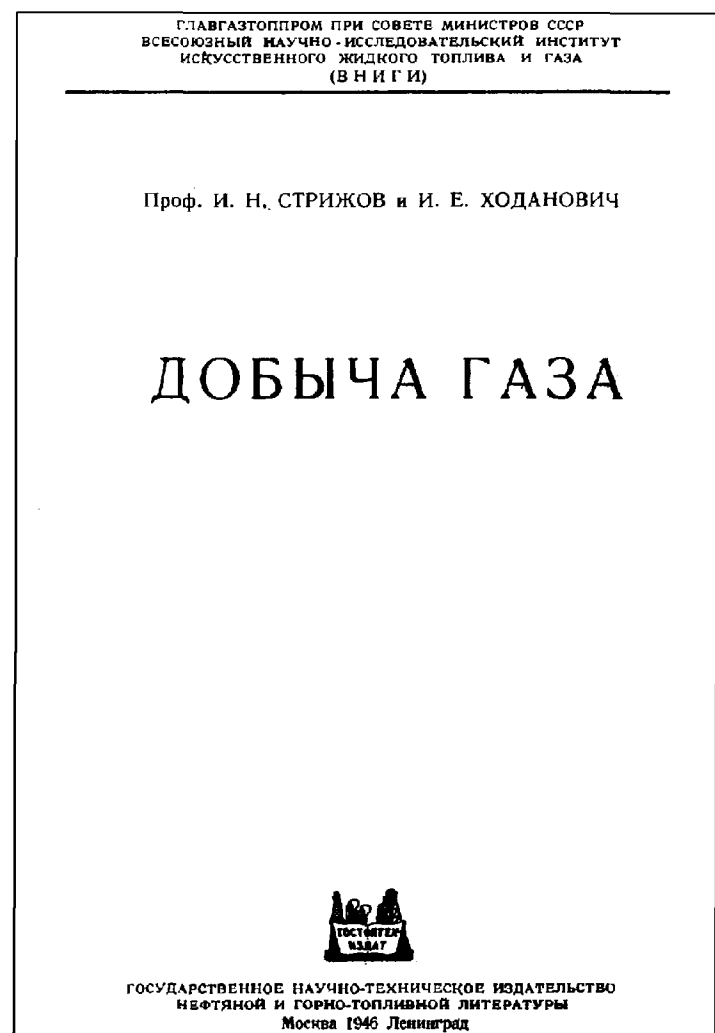 ГЛАВГАЗТОППРОМ ПРИ СОВЕТЕ МИНИСТРОВ СССР
ВСЕСОЮЗНЫЙ НАУЧНО-ИССЛЕДОВАТЕЛЬСКИЙ ИНСТИТУТ
ИСКУССТВЕННОГО ЖИДКОГО ТОПЛИВА И ГАЗА
(ВНИГИ)
Проф. И. Н. СТРИЖОВ и И. Е. ХОДАНОВИЧ
ДОБЫЧА ГАЗА
ГОСТОПТЕХ-
ИЗДАТ
ГОСУДАРСТВЕННОЕ НАУЧНО-ТЕХНИЧЕСКОЕ ИЗДАТЕЛЬСТВО
НЕФТЯНОЙ И ГОРНО-ТОПЛИВНОЙ ЛИТЕРАТУРЫ
Москва 1946 Ленинград